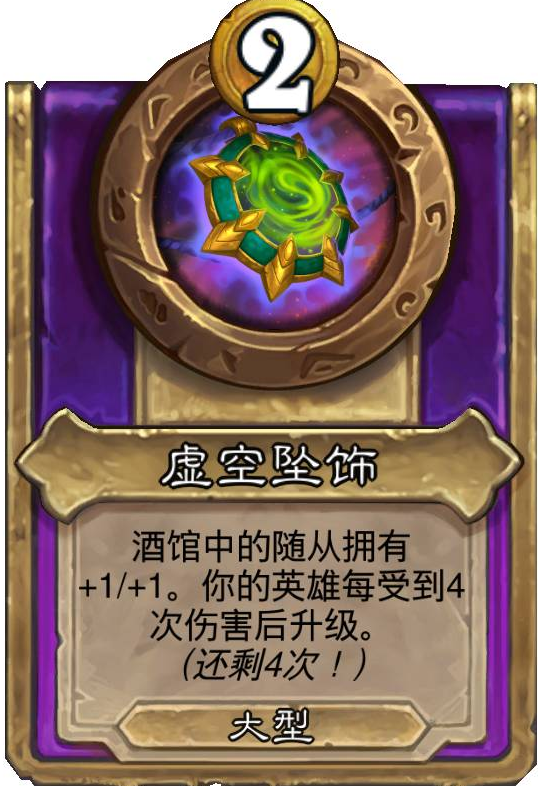 2
虚空坠饰
酒馆中的随从拥有
+1/+1。你的英雄每受到4
次伤害后升级。
(还剩4次！)
大型